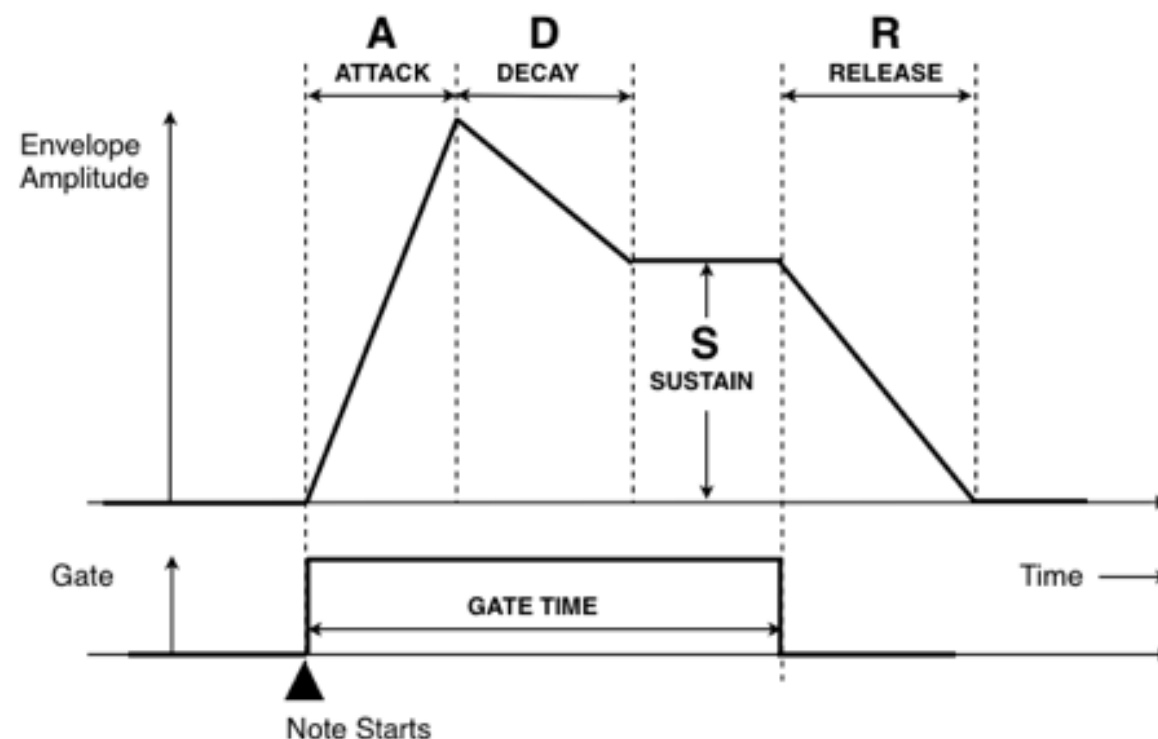 A
ATTACK
D
DECAY
R
RELEASE
Envelope
Amplitude
S
SUSTAIN
Gate
GATE TIME
Time
Note Starts